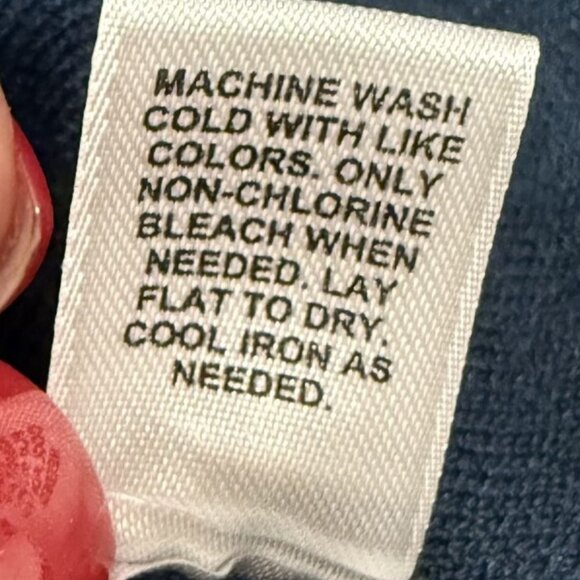 MACHINE WASH
COLD WITH LIKE
COLORS. ONLY
NON-CHLORINE
BLEACH WHEN
NEEDED. LAY
FLAT TO DRY.
COOL IRON AS
NEEDED.